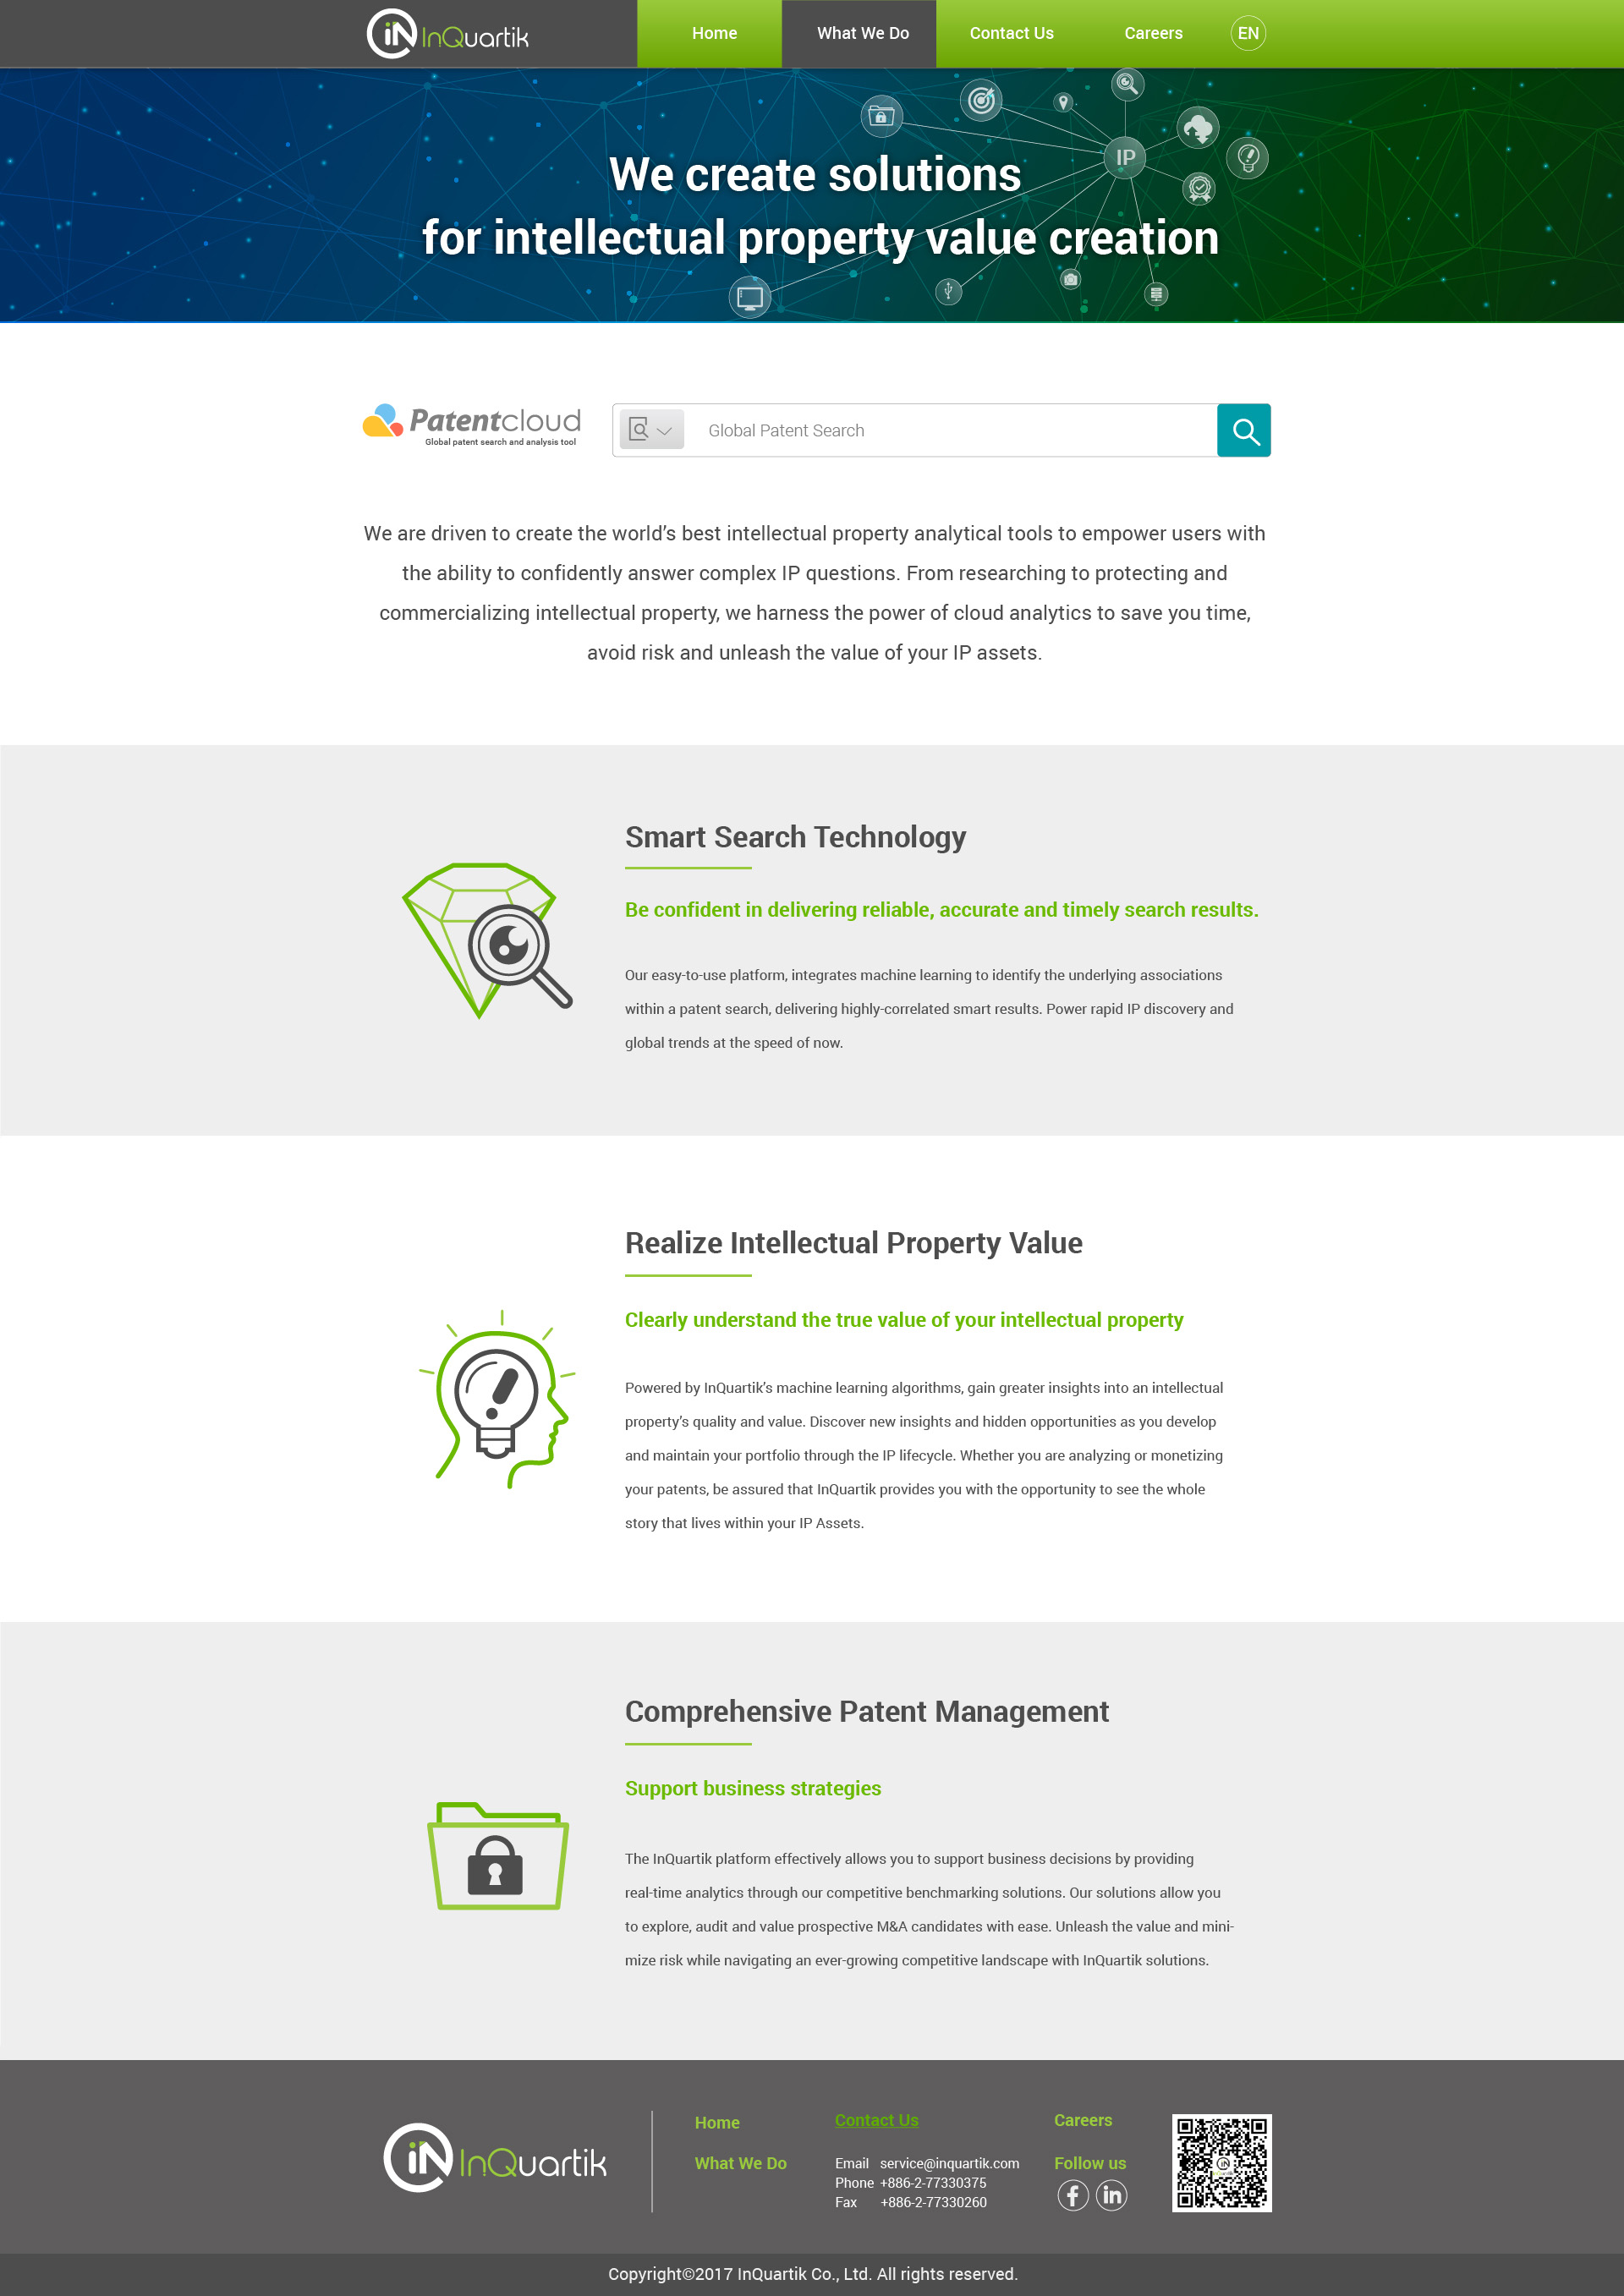 iN InQuartik
Home
What We Do
Contact Us
Careers
EN
IP
We create solutions
for intellectual property value creation
Patentcloud
Global patent search and analysis tool
Global Patent Search
We are driven to create the world’s best intellectual property analytical tools to empower users with
the ability to confidently answer complex IP questions. From researching to protecting and
commercializing intellectual property, we harness the power of cloud analytics to save you time,
avoid risk and unleash the value of your IP assets.
Smart Search Technology
Be confident in delivering reliable, accurate and timely search results.
Our easy-to-use platform, integrates machine learning to identify the underlying associations
within a patent search, delivering highly-correlated smart results. Power rapid IP discovery and
global trends at the speed of now.
Realize Intellectual Property Value
Clearly understand the true value of your intellectual property
Powered by InQuartik’s machine learning algorithms, gain greater insights into an intellectual
property’s quality and value. Discover new insights and hidden opportunities as you develop
and maintain your portfolio through the IP lifecycle. Whether you are analyzing or monetizing
your patents, be assured that InQuartik provides you with the opportunity to see the whole
story that lives within your IP Assets.
Comprehensive Patent Management
Support business strategies
The InQuartik platform effectively allows you to support business decisions by providing
real-time analytics through our competitive benchmarking solutions. Our solutions allow you
to explore, audit and value prospective M&A candidates with ease. Unleash the value and mini-
mize risk while navigating an ever-growing competitive landscape with InQuartik solutions.
iN InQuartik
Home
What We Do
Contact Us
Email service@inquartik.com
Phone +886-2-77330375
Fax +886-2-77330260
Careers
Follow us
f in
iN
Copyright©2017 InQuartik Co., Ltd. All rights reserved.